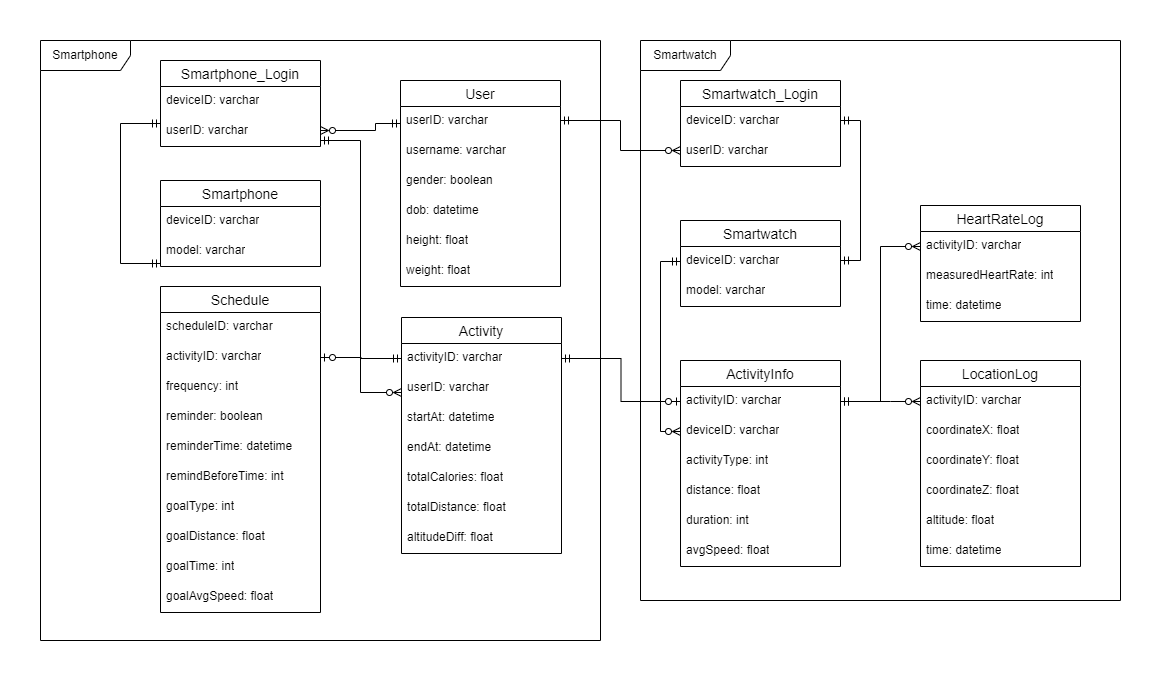 Smartphone
Smartphone_Login
deviceID: varchar
userID: varchar
Smartphone
deviceID: varchar
model: varchar
Schedule
scheduleID: varchar
activityID: varchar
frequency: int
reminder: boolean
reminderTime: datetime
remindBeforeTime: int
goalType: int
goalDistance: float
goalTime: int
goalAvgSpeed: float
User
userID: varchar
username: varchar
gender: boolean
dob: datetime
height: float
weight: float
Activity
activityID: varchar
userID: varchar
startAt: datetime
endAt: datetime
totalCalories: float
totalDistance: float
altitudeDiff: float
Smartwatch
Smartwatch_Login
deviceID: varchar
userID: varchar
Smartwatch
deviceID: varchar
model: varchar
ActivityInfo
activityID: varchar
deviceID: varchar
activityType: int
distance: float
duration: int
avgSpeed: float
HeartRateLog
activityID: varchar
measuredHeartRate: int
time: datetime
LocationLog
activityID: varchar
coordinateX: float
coordinateY: float
coordinateZ: float
altitude: float
time: datetime